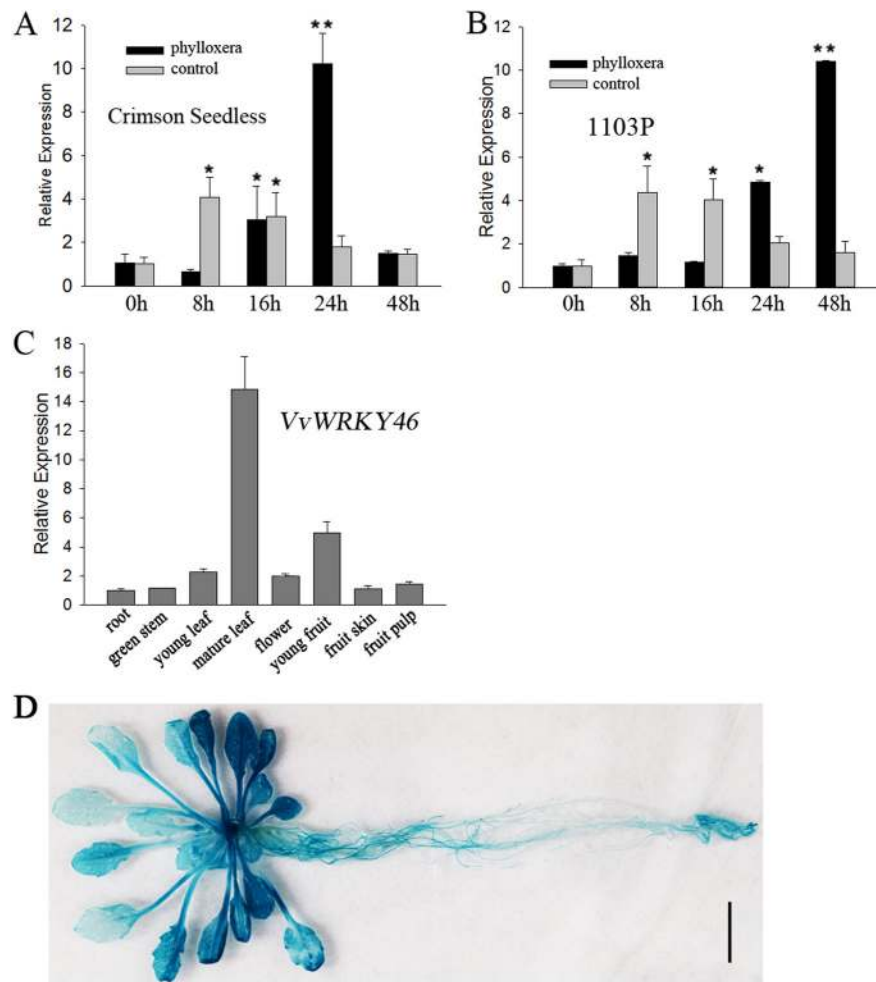 A
Relative Expression
12
10
8
6
4
2
0
phylloxera
control
Crimson Seedless
*
* *
**
0h 8h 16h 24h 48h
B
Relative Expression
12
10
8
6
4
2
0
phylloxera
control
1103P
*
*
*
**
0h 8h 16h 24h 48h
C
Relative Expression
18
16
14
12
10
8
6
4
2
0
VvWRKY46
root
green stem
young leaf
mature leaf
flower
young fruit
fruit skin
fruit pulp
D